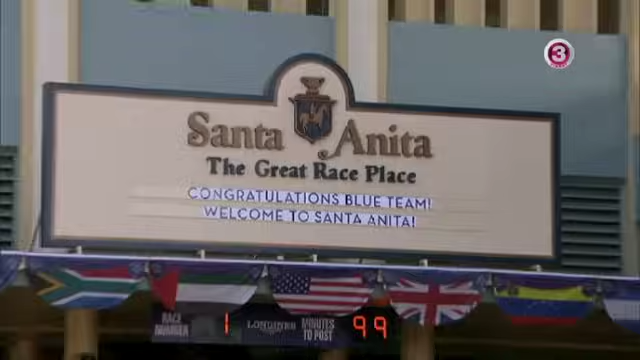 3
Santa Anita
The Great Race Place
CONGRATULATIONS BLUE TEAM!
WELCOME TO SANTA ANITA!
RACE NUMBER 1 LONGINES MINUTES TO POST 99